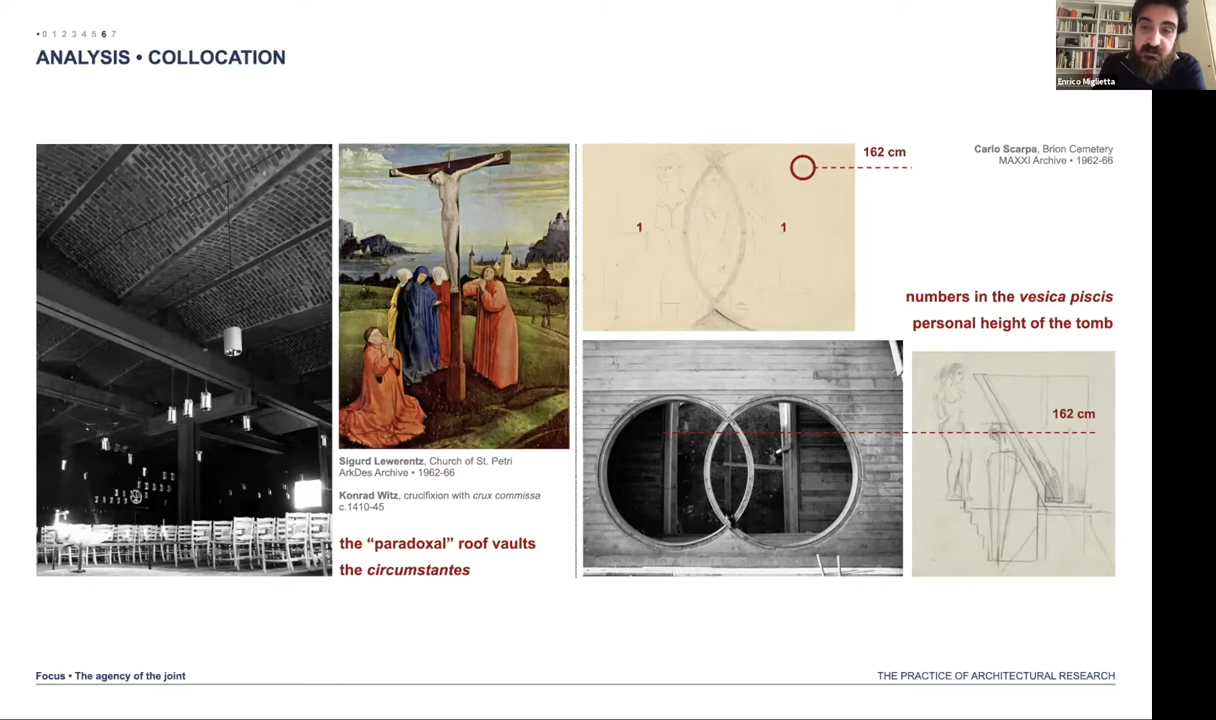 •0 1 2 3 4 5 6 7
ANALYSIS • COLLOCATION
Enrico Miglietta
162 cm
Carlo Scarpa, Brion Cemetery
MAXXI Archive • 1962-66
1
1
numbers in the vesica piscis
personal height of the tomb
162 cm
Sigurd Lewerentz, Church of St. Petri
ArkDes Archive • 1962-66
Konrad Witz, crucifixion with crux commissa
c.1410-45
the “paradoxal” roof vaults
the circumstantes
Focus • The agency of the joint
THE PRACTICE OF ARCHITECTURAL RESEARCH